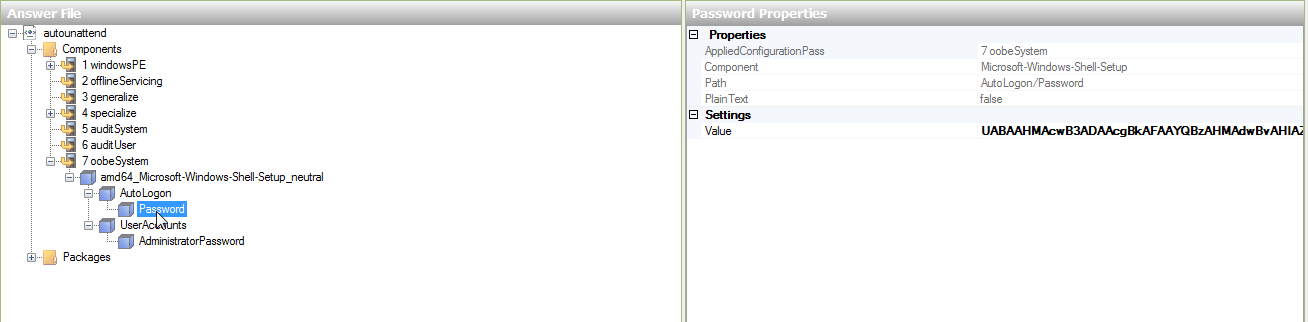 Answer File
autounattend
Components
1 windowsPE
2 offlineServicing
3 generalize
4 specialize
5 auditSystem
6 auditUser
7 oobeSystem
amd64_Microsoft-Windows-Shell-Setup_neutral
AutoLogon
Password
UserAccounts
AdministratorPassword
Packages
Password Properties
Properties
AppliedConfigurationPass 7 oobeSystem
Component Microsoft-Windows-Shell-Setup
Path AutoLogon/Password
PlainText false
Settings
Value UABAAHMAcwB3ADAAcgBkAFAAYQBzAHMAdwBvAHIAZ